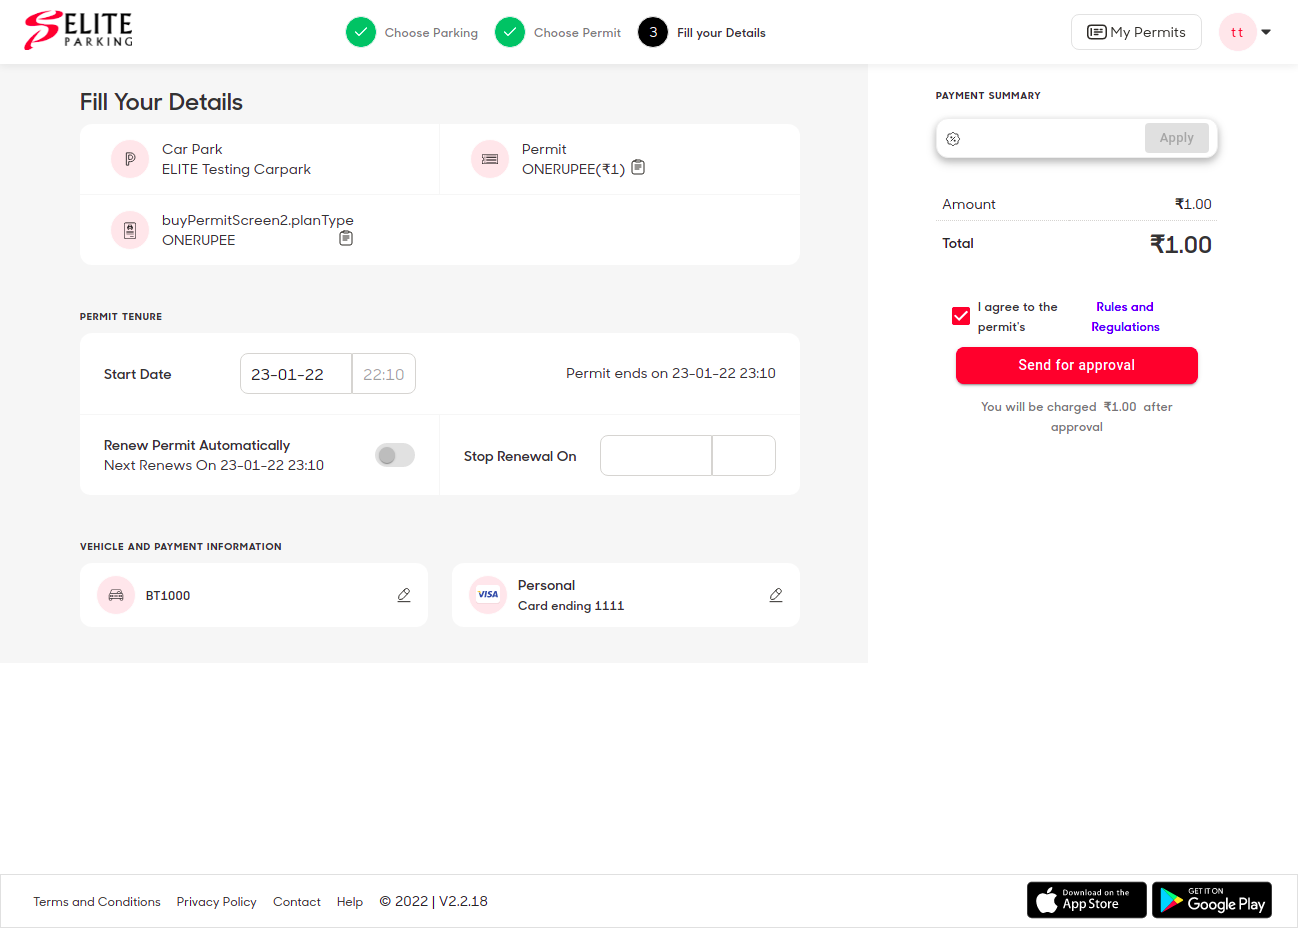 ELITE
PARKING
Choose Parking
Choose Permit
3
Fill your Details
My Permits
tt
Fill Your Details
Car Park
ELITE Testing Carpark
Permit
ONERUPEE(₹1)
buyPermitScreen2.planType
ONERUPEE
PERMIT TENURE
Start Date
23-01-22
22:10
Permit ends on 23-01-22 23:10
Renew Permit Automatically
Next Renews On 23-01-22 23:10
Stop Renewal On
VEHICLE AND PAYMENT INFORMATION
BT1000
VISA
Personal
Card ending 1111
PAYMENT SUMMARY
Apply
Amount
₹1.00
Total
₹1.00
I agree to the
permit's
Rules and
Regulations
Send for approval
You will be charged ₹1.00 after
approval
Terms and Conditions
Privacy Policy
Contact
Help
© 2022 | V2.2.18
Download on the
App Store
GET IT ON
Google Play